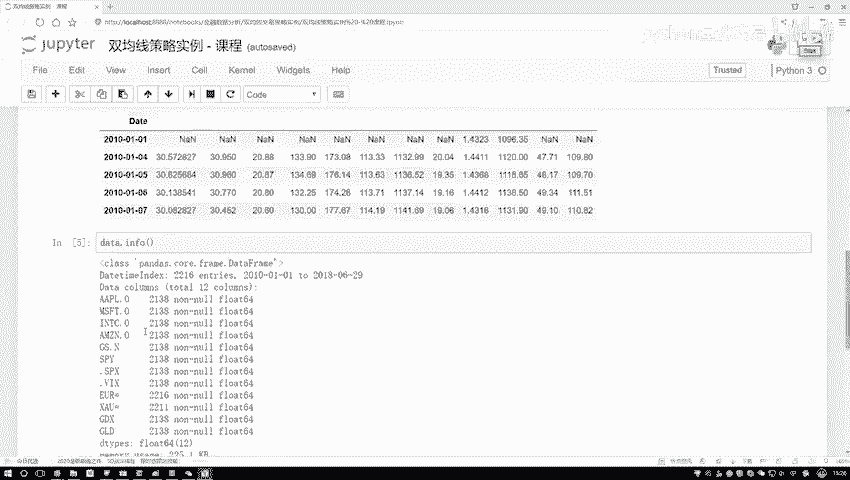 双均线策略实例 - 课程
jupyter 双均线策略实例 - 课程 (autosaved)
File Edit View Insert Cell Kernel Widgets Help
Trusted Python 3
Code
Date
2010-01-01 NaN NaN NaN NaN NaN NaN NaN NaN 1.4323 1096.35 NaN NaN
2010-01-04 30.572827 30.950 20.88 133.90 173.08 113.33 1132.99 20.04 1.4411 1120.00 47.71 109.80
2010-01-05 30.625684 30.960 20.87 134.69 176.14 113.63 1136.52 19.35 1.4368 1118.65 48.17 109.70
2010-01-06 30.138541 30.770 20.80 132.25 174.26 113.71 1137.14 19.16 1.4412 1138.50 49.34 111.51
2010-01-07 30.082827 30.452 20.60 130.00 177.67 114.19 1141.69 19.06 1.4318 1131.90 49.10 110.82
In [5]: data.info()
<class 'pandas.core.frame.DataFrame'>
DatetimeIndex: 2216 entries, 2010-01-01 to 2018-06-29
Data columns (total 12 columns):
AAPL.O 2138 non-null float64
MSFT.O 2138 non-null float64
INTC.O 2138 non-null float64
AMZN.O 2138 non-null float64
GS.N 2138 non-null float64
SPY 2138 non-null float64
.SPX 2138 non-null float64
.VIX 2138 non-null float64
EUR= 2216 non-null float64
XAU= 2211 non-null float64
GDX 2138 non-null float64
GLD 2138 non-null float64
dtypes: float64(12)
memory usage: 225.1 KB